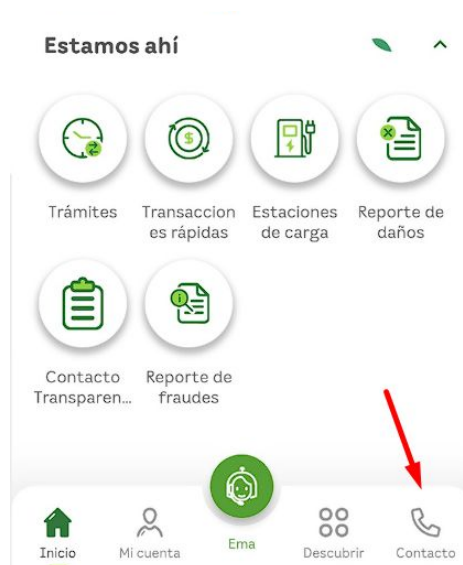 Estamos ahí
Trámites
Transaccion
es rápidas
Estaciones
de carga
Reporte de
daños
Contacto
Transparen...
Reporte de
fraudes
Inicio
Mi cuenta
Ema
Descubrir
Contacto